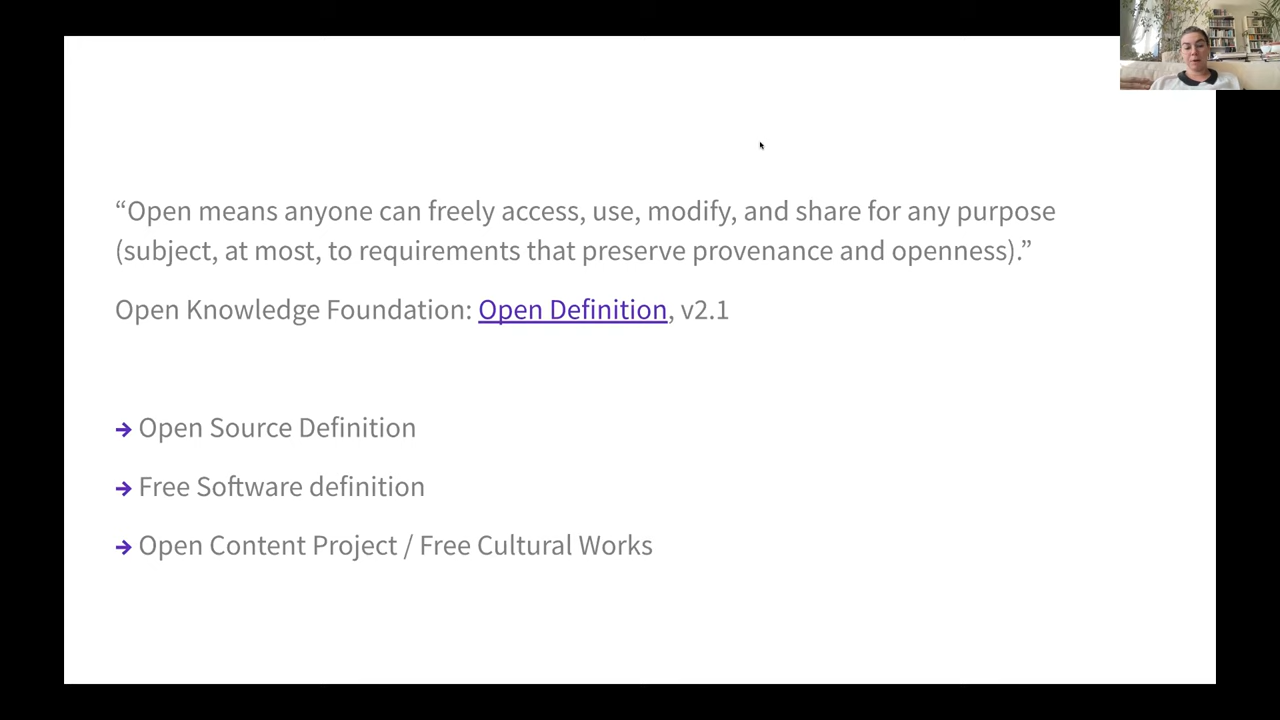 “Open means anyone can freely access, use, modify, and share for any purpose
(subject, at most, to requirements that preserve provenance and openness).”
Open Knowledge Foundation: Open Definition, v2.1
→ Open Source Definition
→ Free Software definition
→ Open Content Project / Free Cultural Works